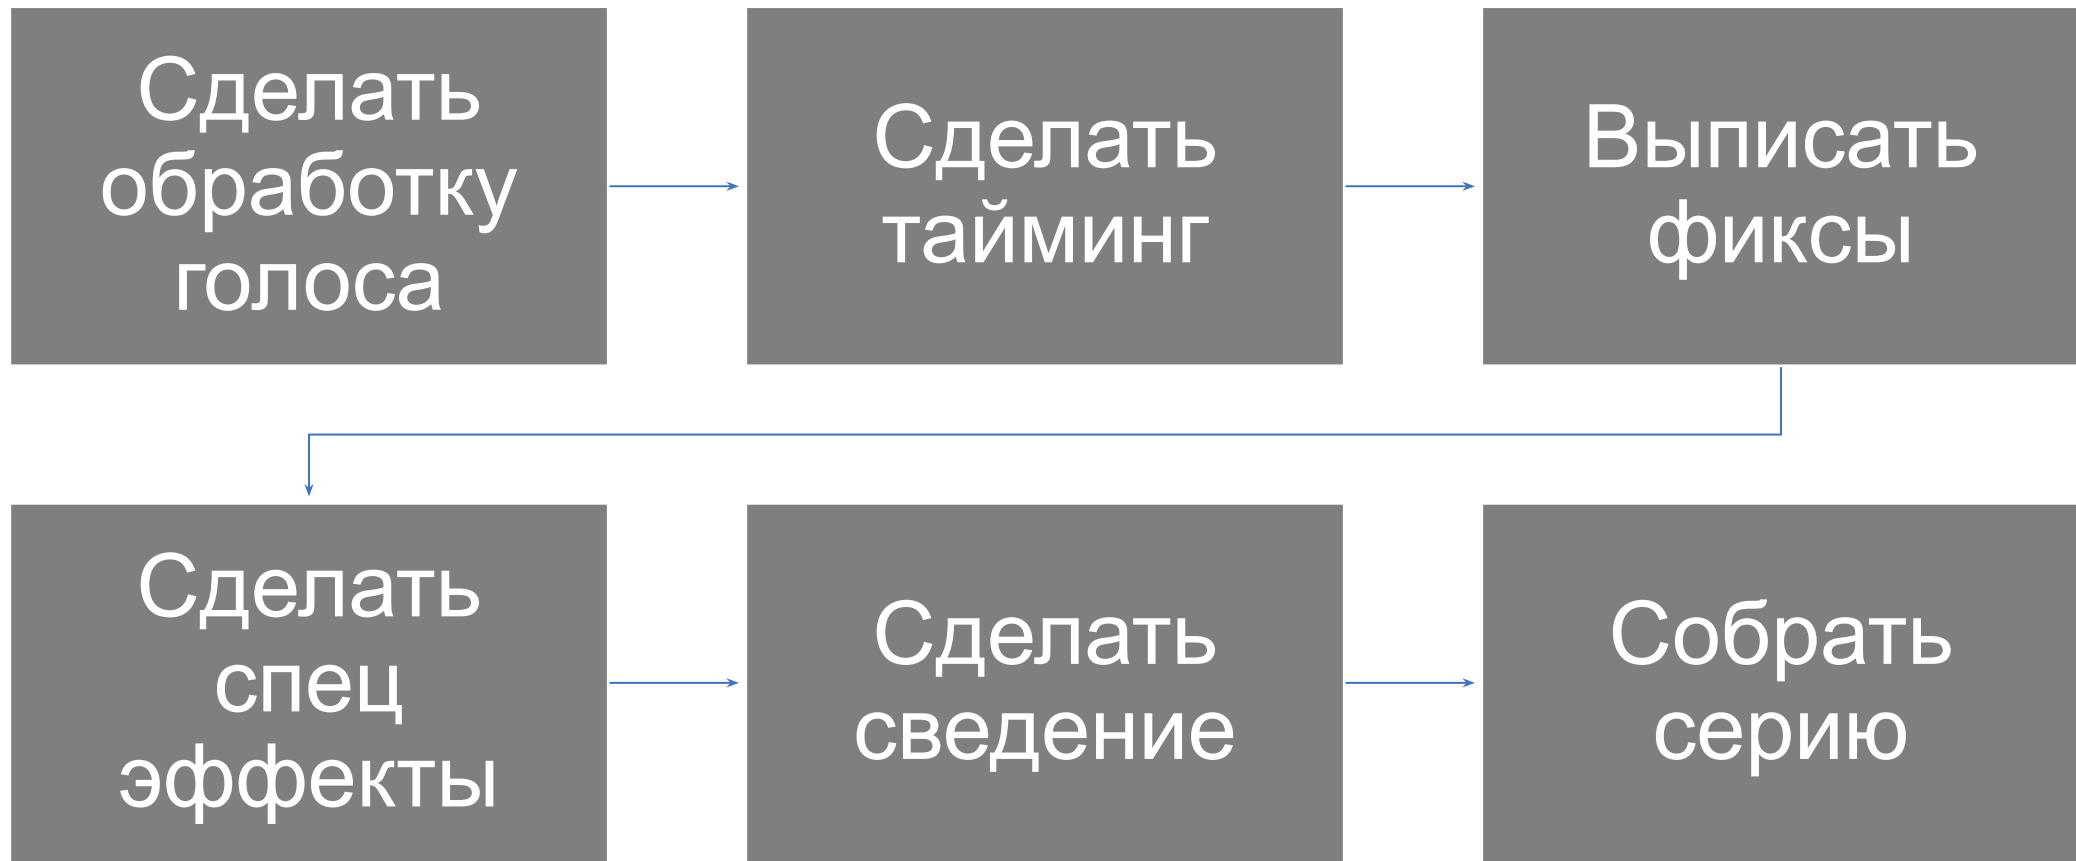 Сделать
обработку
голоса
Сделать
тайминг
Выписать
фиксы
Сделать
спец
эффекты
Сделать
сведение
Собрать
серию